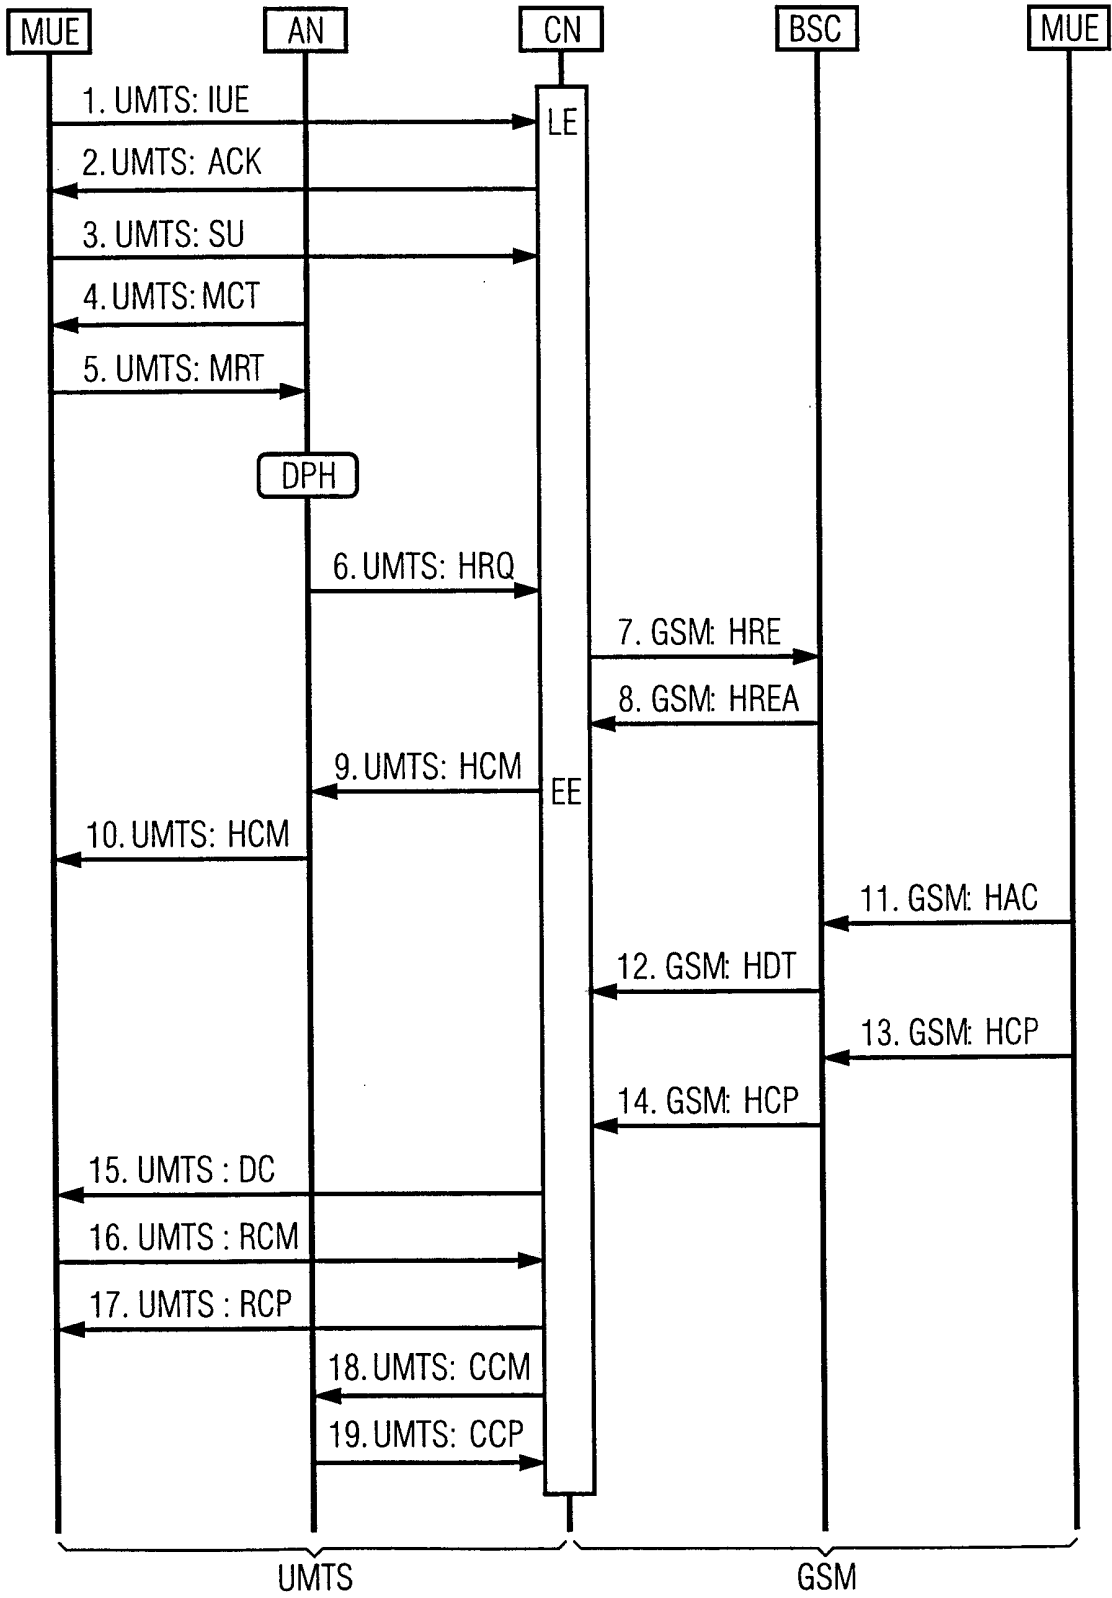 MUE AN CN BSC MUE
1. UMTS: IUE
LE
2. UMTS: ACK
3. UMTS: SU
4. UMTS: MCT
5. UMTS: MRT
DPH
6. UMTS: HRQ
7. GSM: HRE
8. GSM: HREA
9. UMTS: HCM
EE
10. UMTS: HCM
11. GSM: HAC
12. GSM: HDT
13. GSM: HCP
14. GSM: HCP
15. UMTS : DC
16. UMTS : RCM
17. UMTS : RCP
18. UMTS: CCM
19. UMTS: CCP
UMTS GSM